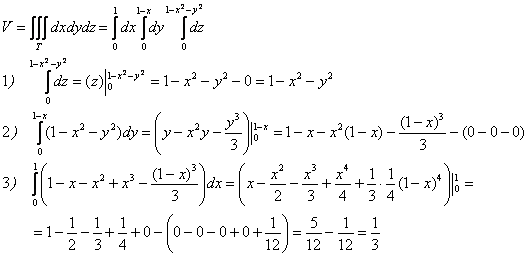 V = ∭_T dxdydz = ∫_0^1 dx ∫_0^{1-x} dy ∫_0^{1-x²-y²} dz
1) ∫_0^{1-x²-y²} dz = (z)|_0^{1-x²-y²} = 1-x²-y²-0 = 1-x²-y²
2) ∫_0^{1-x} (1-x²-y²)dy = (y-x²y-y³/3)|_0^{1-x} = 1-x-x²(1-x)-(1-x)³/3-(0-0-0)
3) ∫_0^1 (1-x-x²+x³-(1-x)³/3)dx = (x-x²/2-x³/3+x⁴/4+1/3·1/4(1-x)⁴)|_0^1 =
= 1-1/2-1/3+1/4+0-(0-0-0+0+1/12) = 5/12-1/12 = 1/3